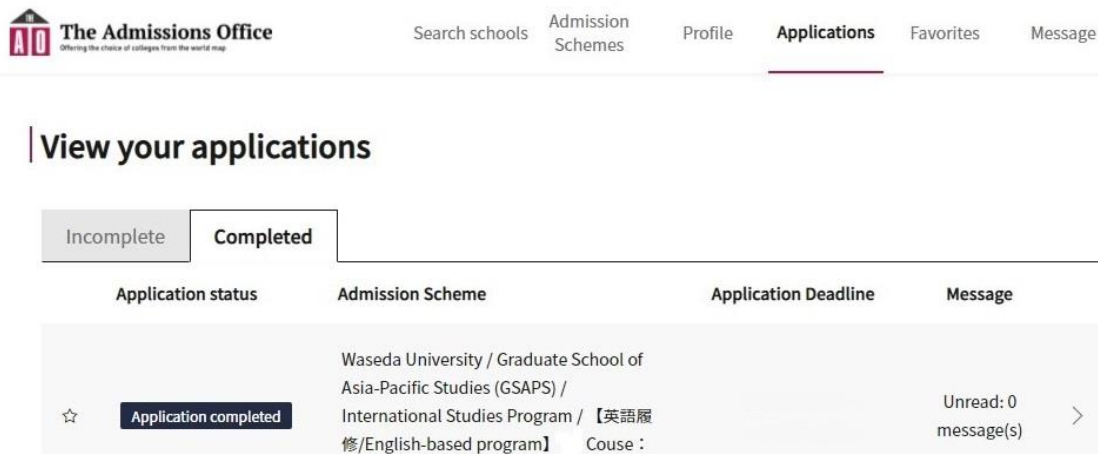 THE
AO The Admissions Office
Offering the choice of colleges from the world map
Search schools Admission Schemes Profile Applications Favorites Message
View your applications
Incomplete Completed
Application status Admission Scheme Application Deadline Message
Waseda University / Graduate School of
Asia-Pacific Studies (GSAPS) /
Application completed International Studies Program / 【英語履 Unread: 0
修/English-based program】 Couse： message(s)